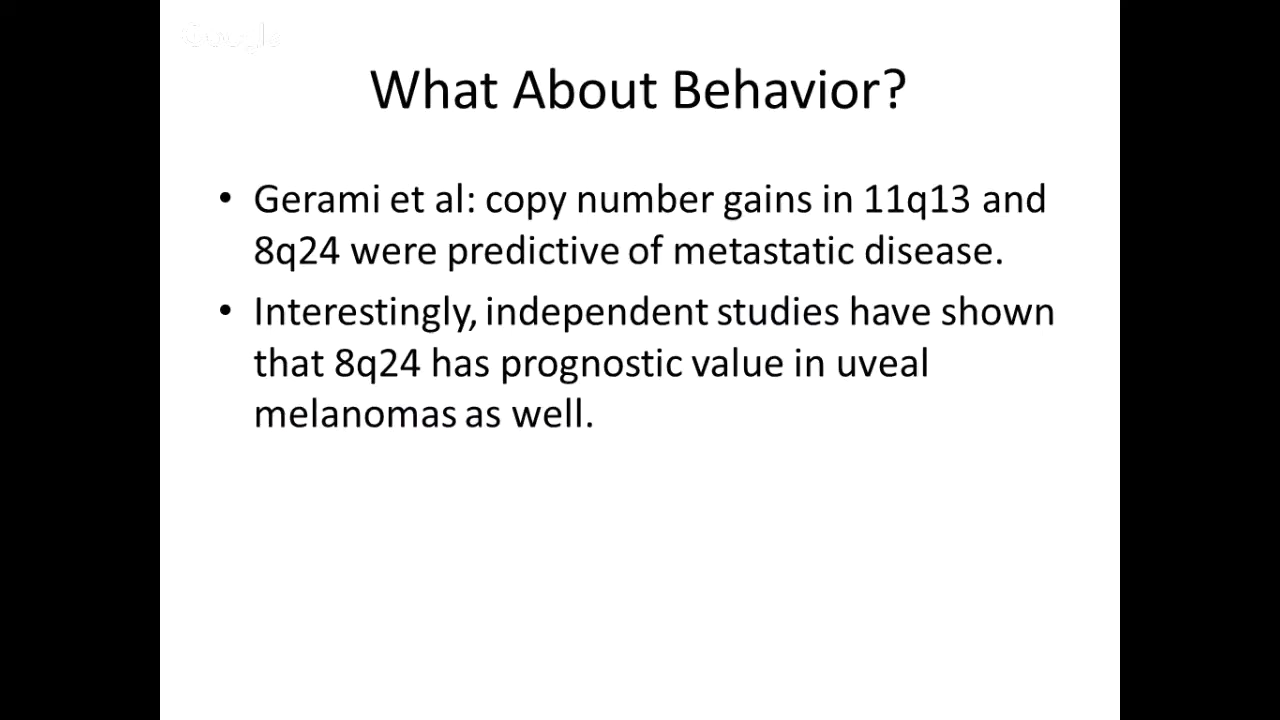 Google
What About Behavior?
• Gerami et al: copy number gains in 11q13 and
8q24 were predictive of metastatic disease.
• Interestingly, independent studies have shown
that 8q24 has prognostic value in uveal
melanomas as well.